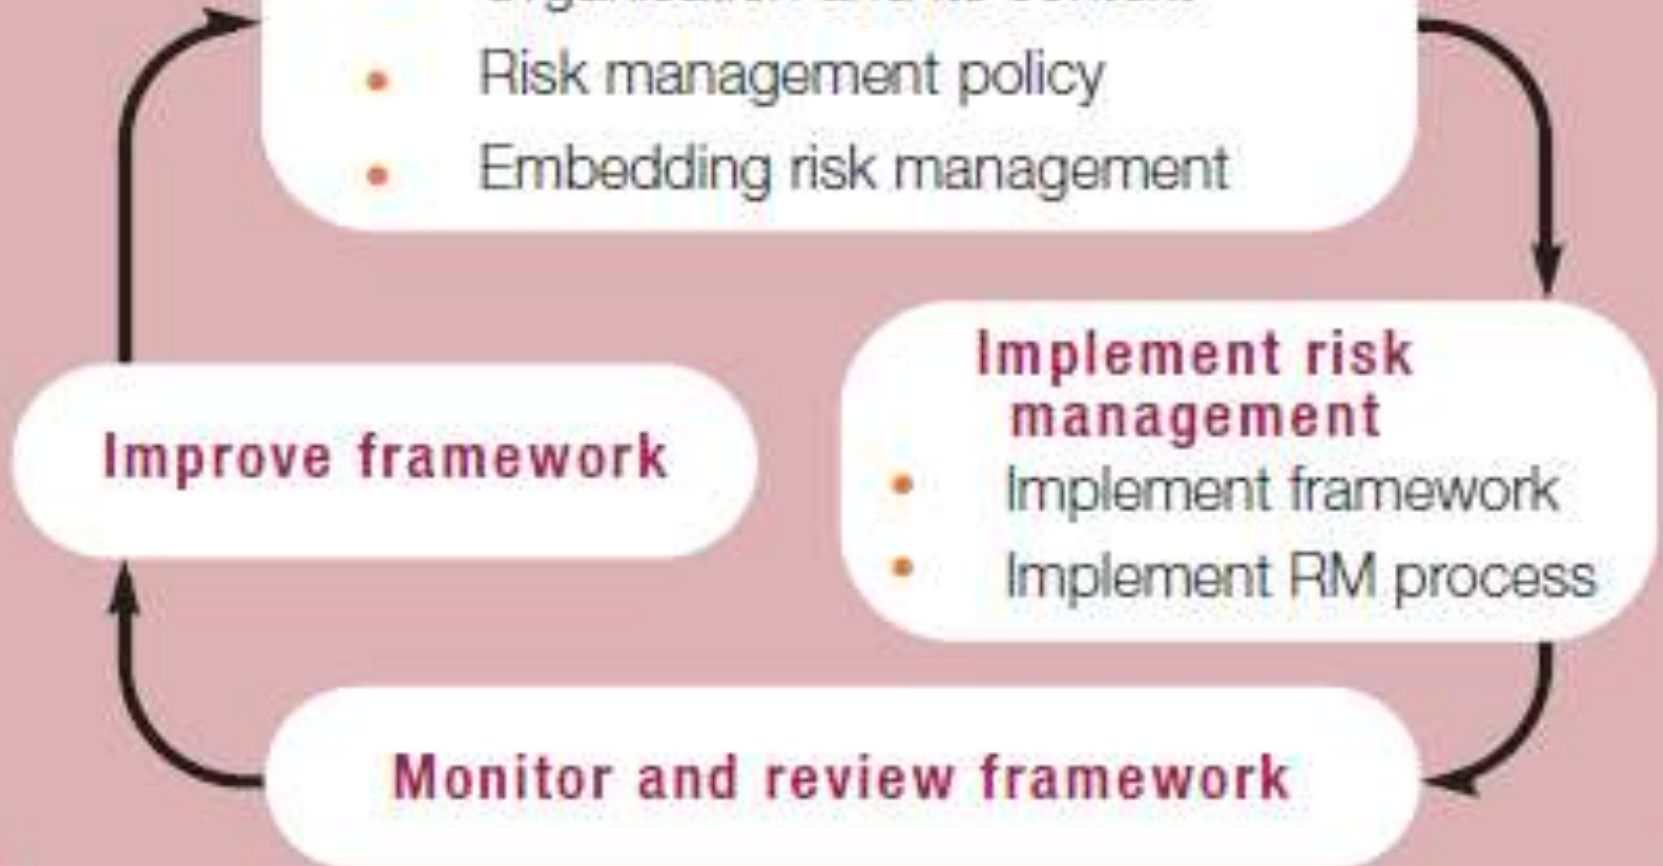 Risk management policy
Embedding risk management
Implement risk
management
Implement framework
Implement RM process
Improve framework
Monitor and review framework